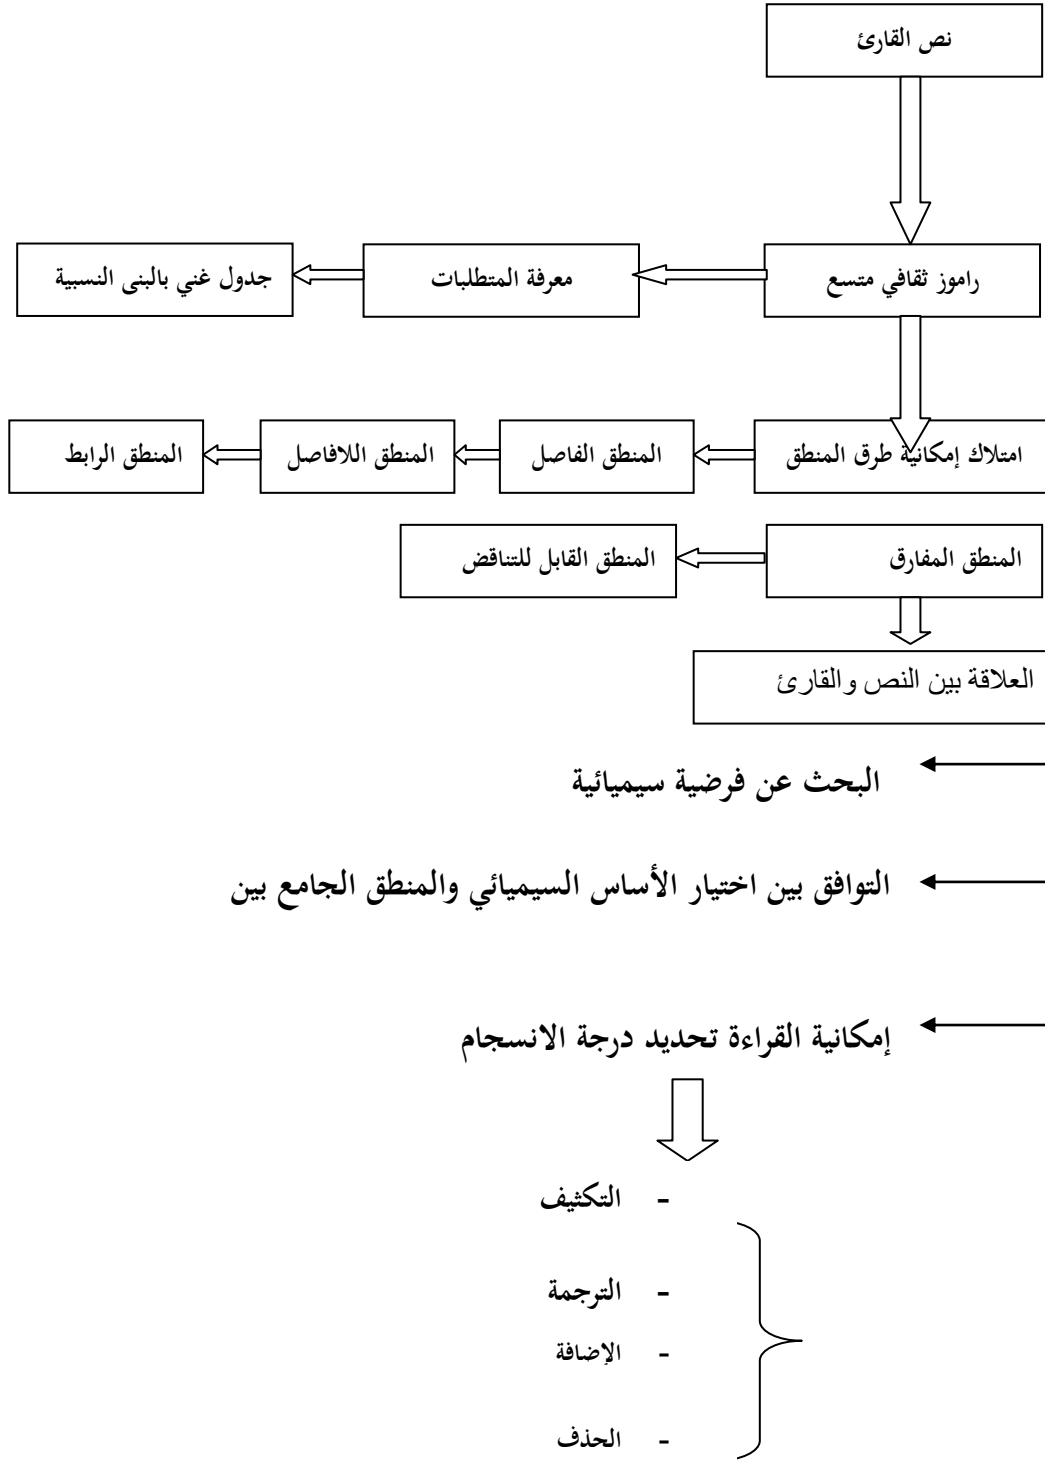 نص القارئ
راموز ثقافي متسع
معرفة المتطلبات
جدول غني بالبنى النسبية
امتلاك إمكانية طرق المنطق
المنطق الفاصل
المنطق اللافاصل
المنطق الرابط
المنطق المفارق
المنطق القابل للتناقض
العلاقة بين النص والقارئ
البحث عن فرضية سيميائية
التوافق بين اختيار الأساس السيميائي والمنطق الجامع بين
إمكانية القراءة تحديد درجة الانسجام
- التكثيف
- الترجمة
- الإضافة
- الحذف